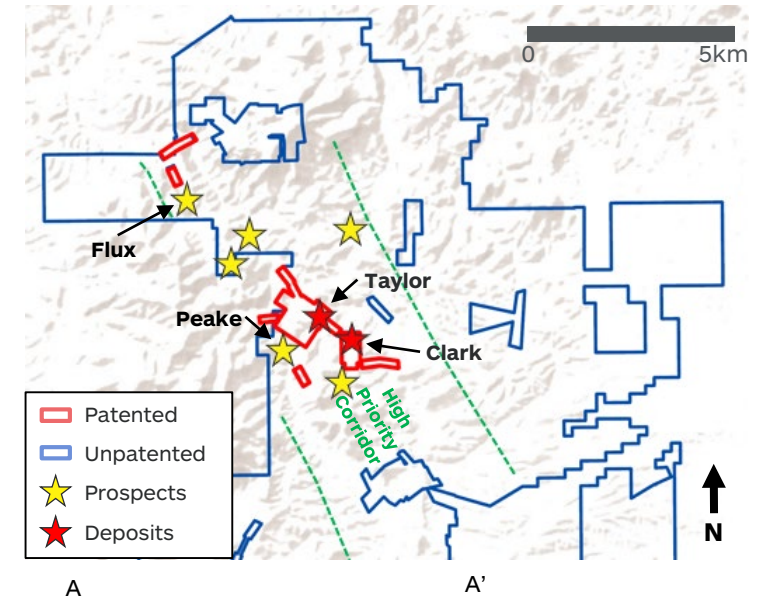 0 5km
Flux
Taylor
Peake
Clark
High
Priority
Corridor
Patented
Unpatented
Prospects
Deposits
N
A A’